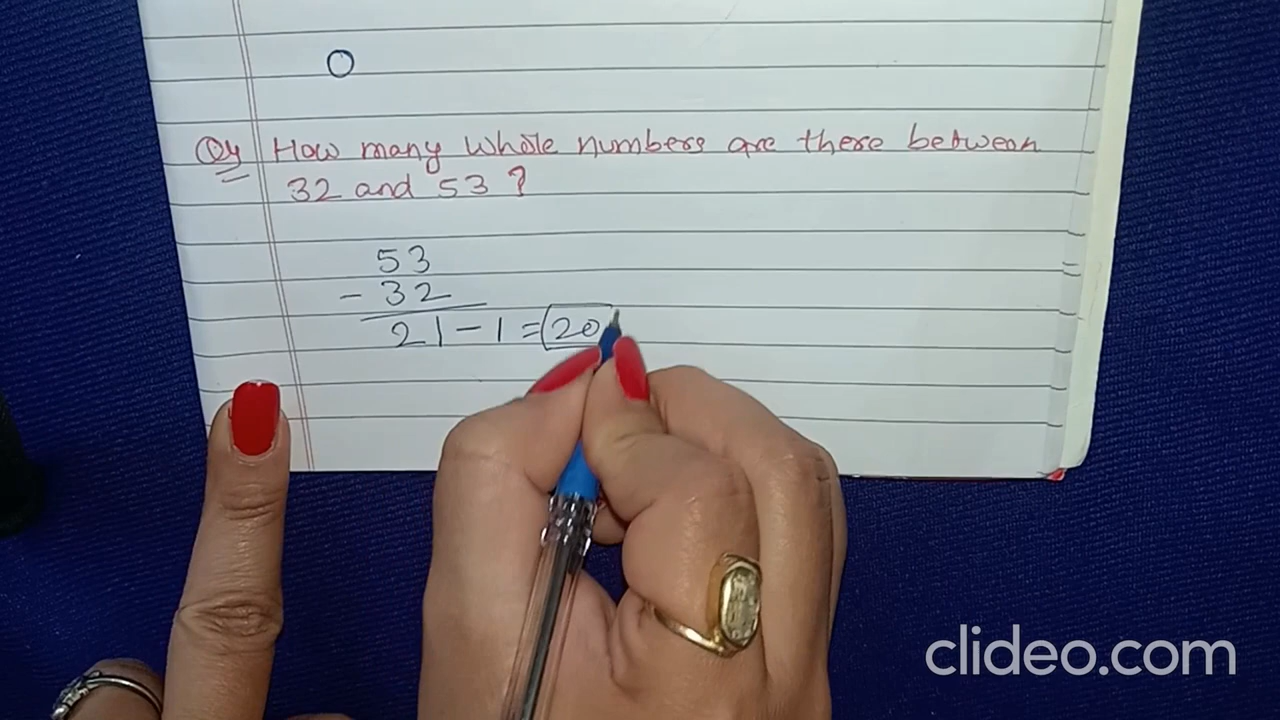 O
Q4 How many whole numbers are there between
32 and 53 ?
53
- 32
21 - 1 = 20
clideo.com